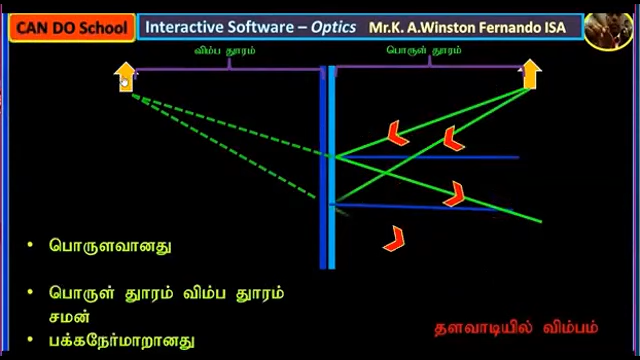 CAN DO School
Interactive Software – Optics Mr.K. A.Winston Fernando ISA
விம்ப தூரம்
பொருள் தூரம்
• பொருளவானது
• பொருள் தூரம் விம்ப தூரம்
சமன்
• பக்கநேர்மாறானது
தளவாடியில் விம்பம்